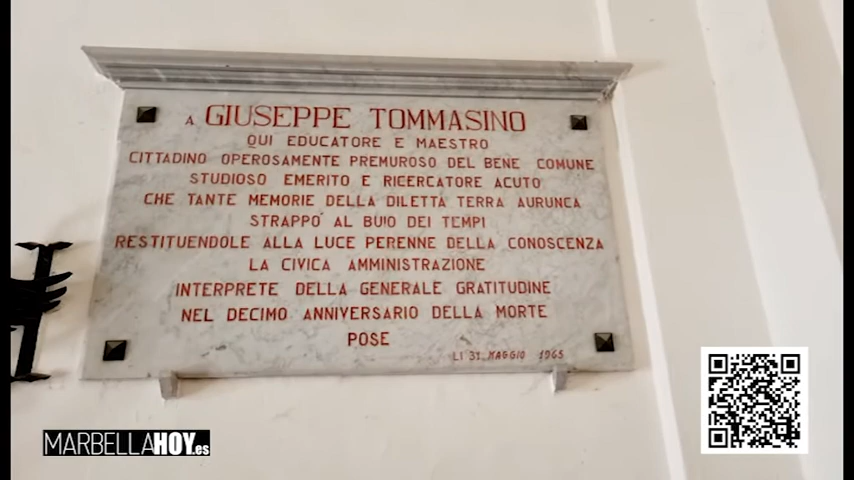 A GIUSEPPE TOMMASINO
QUI EDUCATORE E MAESTRO
CITTADINO OPEROSAMENTE PREMUROSO DEL BENE COMUNE
STUDIOSO EMERITO E RICERCATORE ACUTO
CHE TANTE MEMORIE DELLA DILETTA TERRA AURUNCA
STRAPPO' AL BUIO DEI TEMPI
RESTITUENDOLE ALLA LUCE PERENNE DELLA CONOSCENZA
LA CIVICA AMMINISTRAZIONE
INTERPRETE DELLA GENERALE GRATITUDINE
NEL DECIMO ANNIVERSARIO DELLA MORTE
POSE
LI 31 MAGGIO 1965
MARBELLAHOY.es